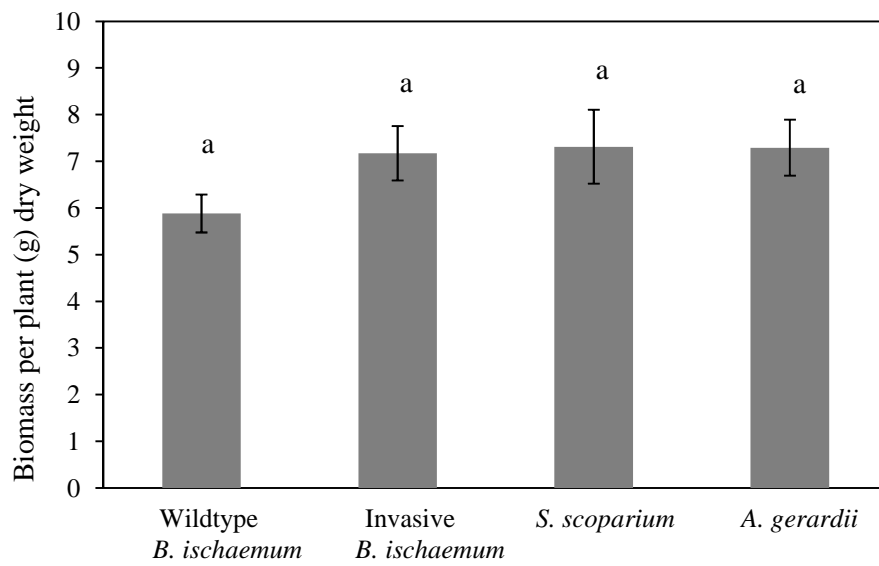 Biomass per plant (g) dry weight
10
9
8
7
6
5
4
3
2
1
0
a
a
a
a
Wildtype
B. ischaemum
Invasive
B. ischaemum
S. scoparium
A. gerardii